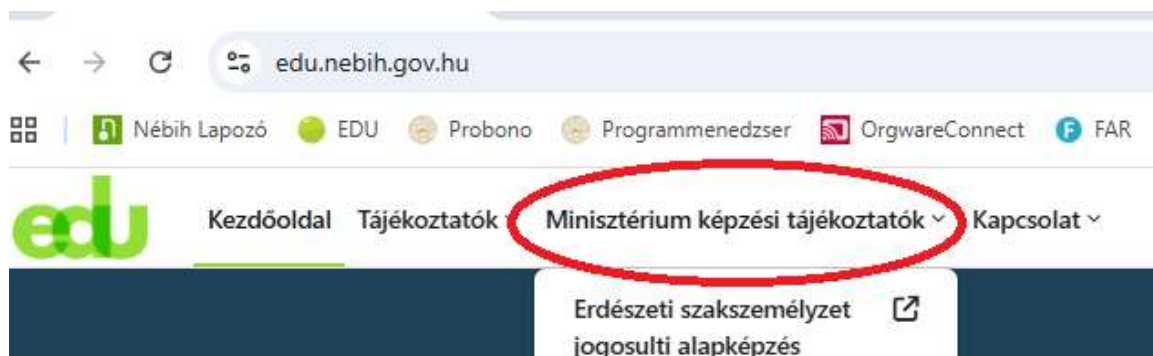 edu.nebih.gov.hu
Nébih Lapozó EDU Probono Programmenedzser OrgwareConnect F FAR
edu Kezdőoldal Tájékoztatók Minisztérium képzési tájékoztatók Kapcsolat
Erdészeti szakszemélyzet
jogosulti alapképzés